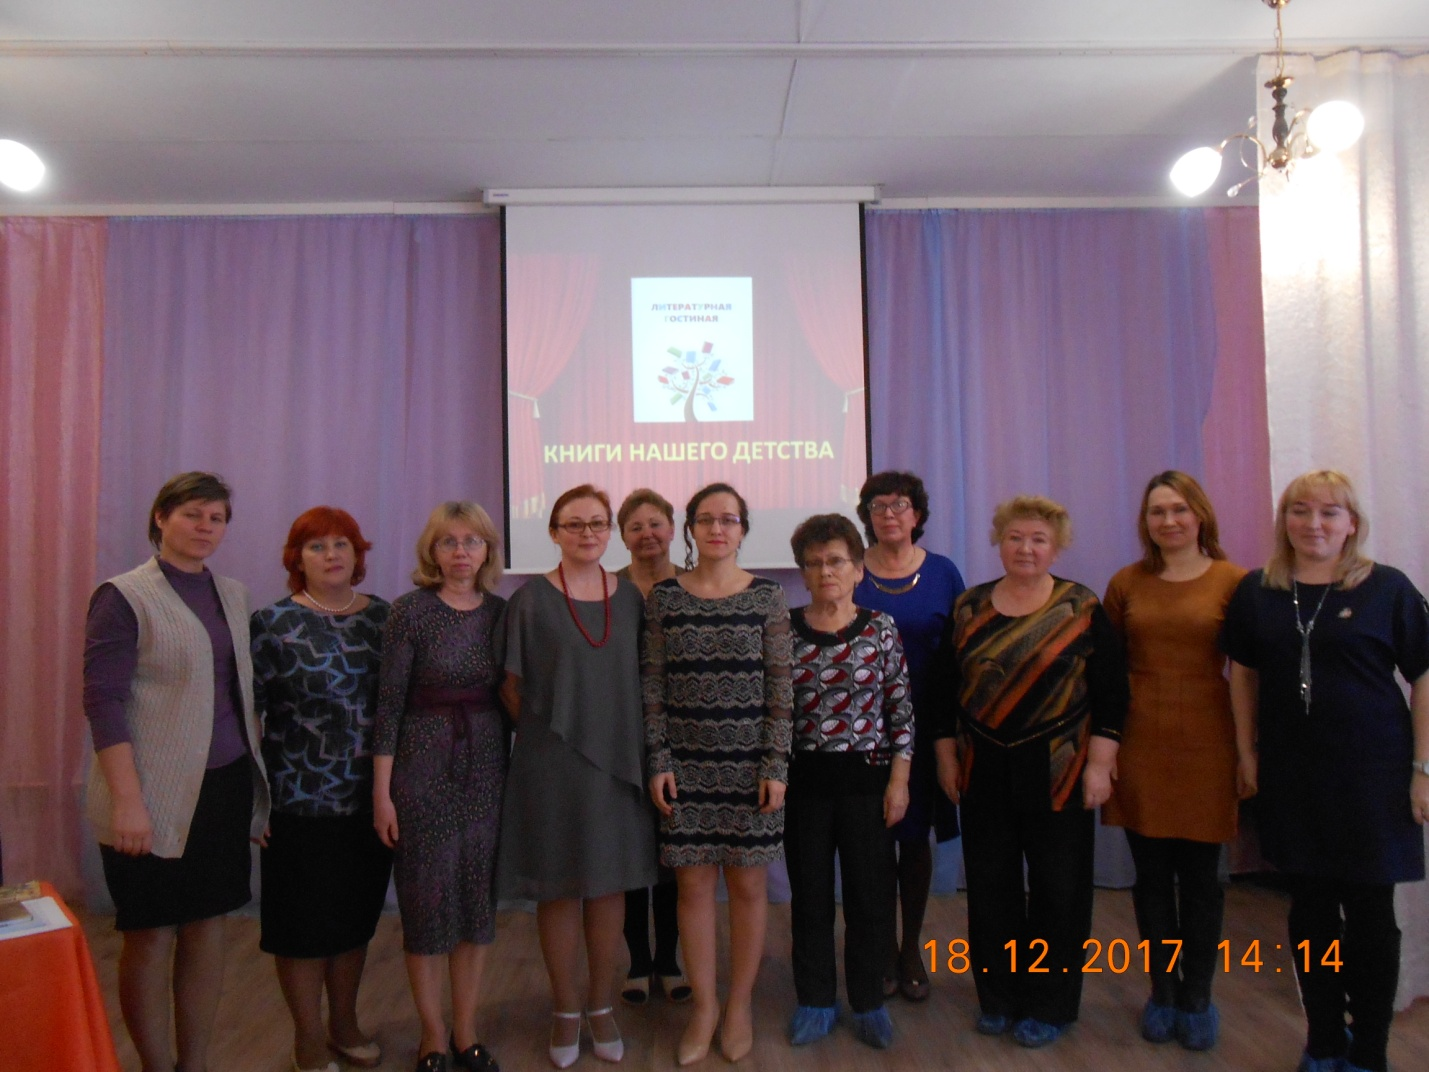 ЛИТЕРАТУРНАЯ
ГОСТИНАЯ
КНИГИ НАШЕГО ДЕТСТВА
18.12.2017 14:14